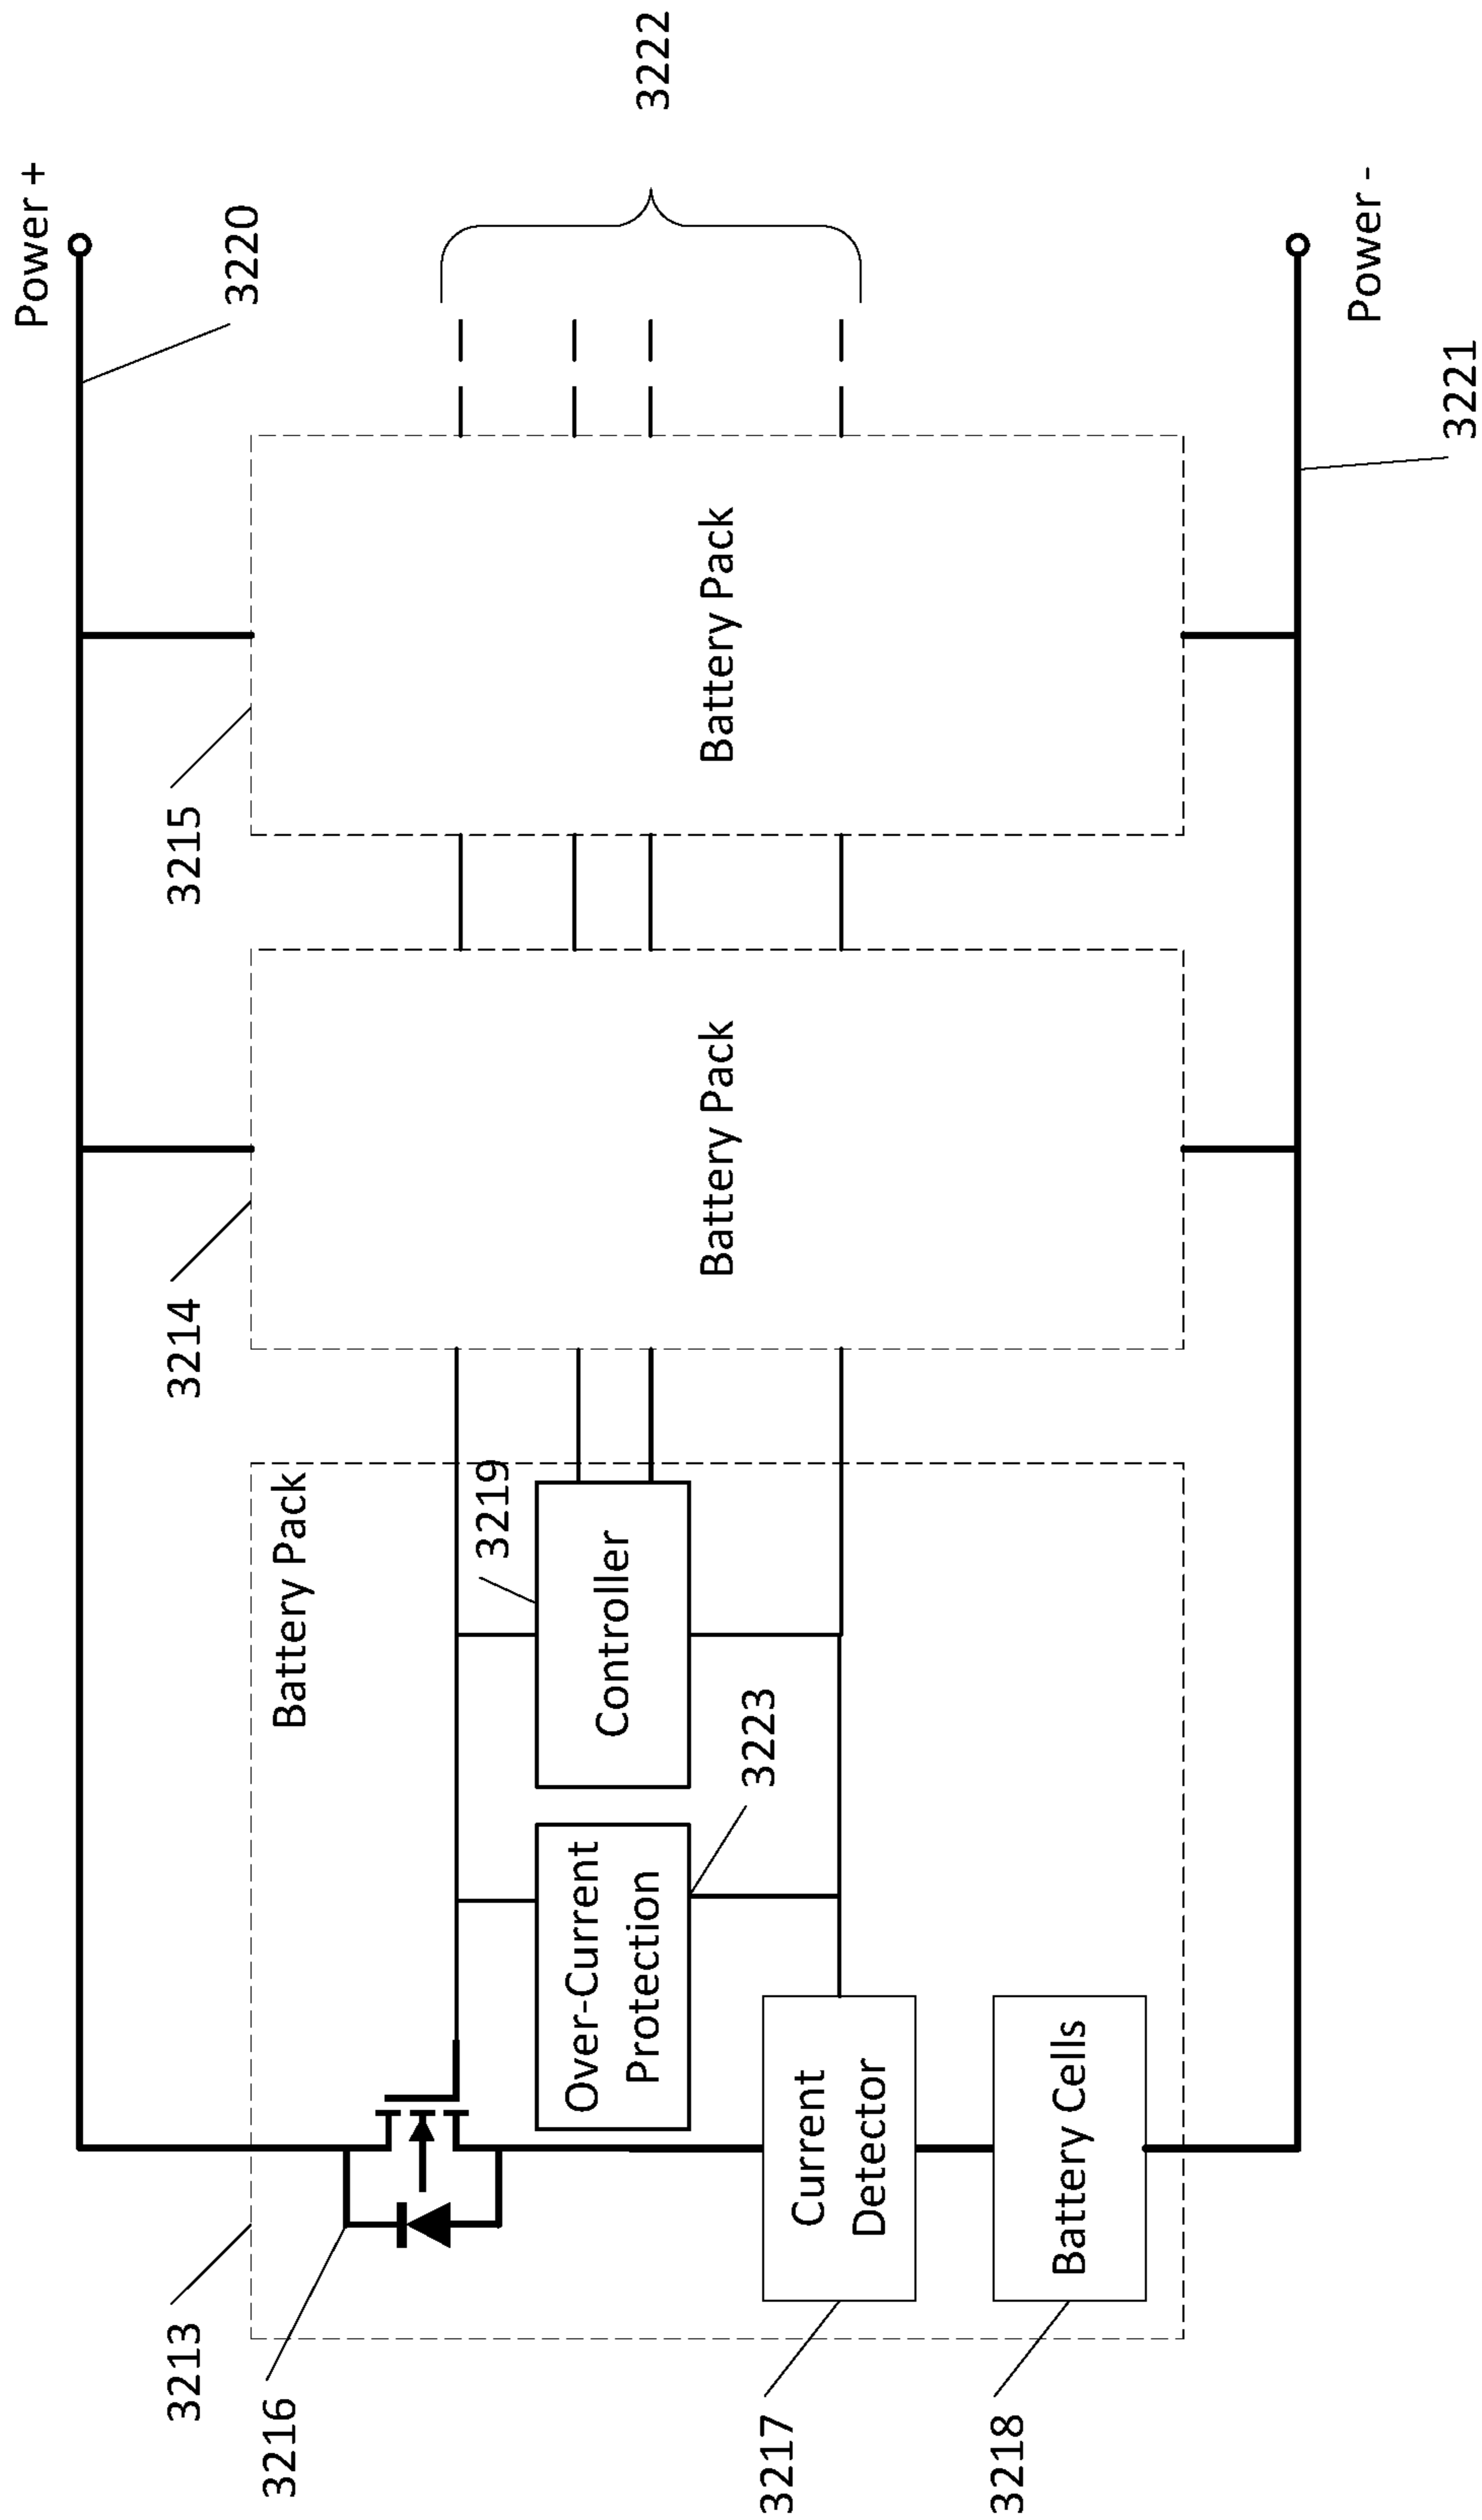 Power +
3220
3222
3215
3214
3213
Battery Pack
3216
3219
Battery Pack
Battery Pack
Controller
Over-Current
Protection
3223
Current
Detector
3217
Battery Cells
3218
Power -
3221